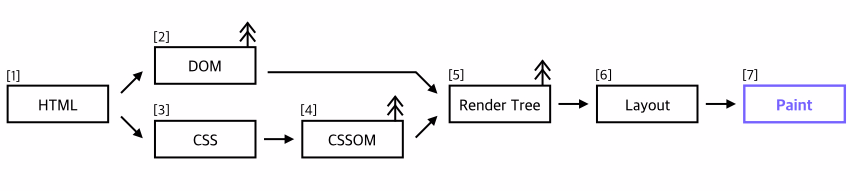 [1]
HTML
[2]
DOM
[3]
CSS
[4]
CSSOM
[5]
Render Tree
[6]
Layout
[7]
Paint